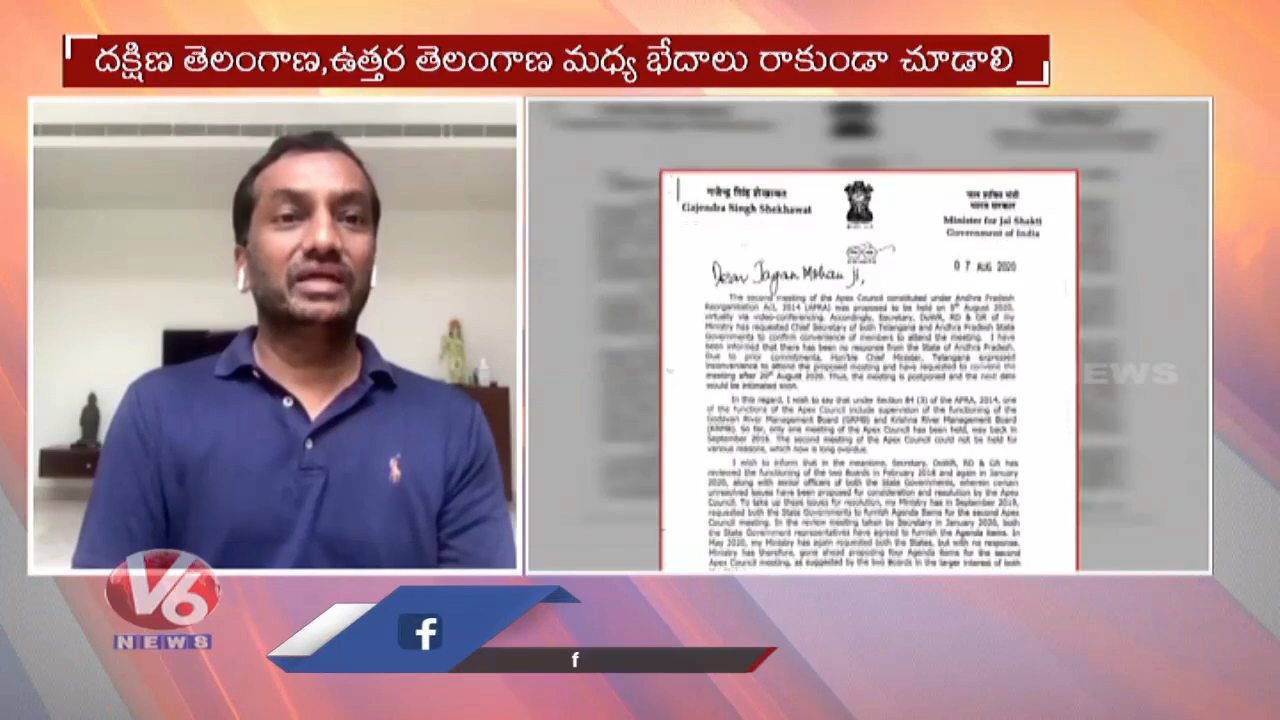 దక్షిణ తెలంగాణ,ఉత్తర తెలంగాణ మధ్య భేదాలు రాకుండా చూడాలి
गजेन्द्र सिंह शेखावत
Gajendra Singh Shekhawat
जल शक्ति मंत्री
भारत सरकार
Minister for Jal Shakti
Government of India
07 AUG 2020
Dear Jagan Mohan Ji,
The second meeting of the Apex Council constituted under Andhra Pradesh
Reorganisation Act, 2014 (APRA) was proposed to be held on 5th August 2020,
virtually via video-conferencing. Accordingly, Secretary, DoWR, RD & GR of my
Ministry has requested Chief Secretary of both Telangana and Andhra Pradesh State
Governments to confirm convenience of members to attend the meeting. I have
been informed that there has been no response from the State of Andhra Pradesh.
Due to prior commitments, Hon'ble Chief Minister, Telangana expressed
inconvenience to attend the proposed meeting and have requested to convene the
meeting after 20th August 2020. Thus, the meeting is postponed and the next date
would be intimated soon.
In this regard, I wish to say that under Section 84 (3) of the APRA, 2014, one
of the functions of the Apex Council include supervision of the functioning of the
Godavari River Management Board (GRMB) and Krishna River Management Board
(KRMB). So far, only one meeting of the Apex Council has been held, way back in
September 2016. The second meeting of the Apex Council could not be held for
various reasons, which now is long overdue.
I wish to inform that in the meantime, Secretary, DoWR, RD & GR has
reviewed the functioning of the two Boards in February 2018 and again in January
2020, along with senior officers of both the State Governments, wherein certain
unresolved issues have been proposed for consideration and resolution by the Apex
Council. To take up these issues for resolution, my Ministry has in September 2019,
requested both the State Governments to furnish Agenda Items for the second Apex
Council meeting. In the review meeting taken by Secretary in January 2020, both
the State Government representatives have agreed to furnish the Agenda items. In
May 2020, my Ministry has again requested both the States, but with no response.
Ministry has therefore, gone ahead proposing four Agenda items for the second
Apex Council meeting, as suggested by the two Boards in the larger interest of both
EWS
V6
NEWS
f
f